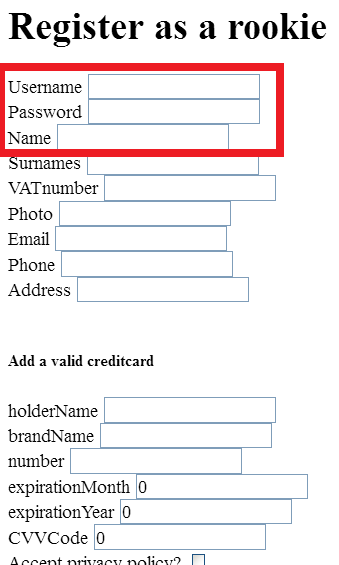 Register as a rookie
Username
Password
Name
Surnames
VATnumber
Photo
Email
Phone
Address
Add a valid creditcard
holderName
brandName
number
expirationMonth 0
expirationYear 0
CVVCode 0
Accept privacy policy?